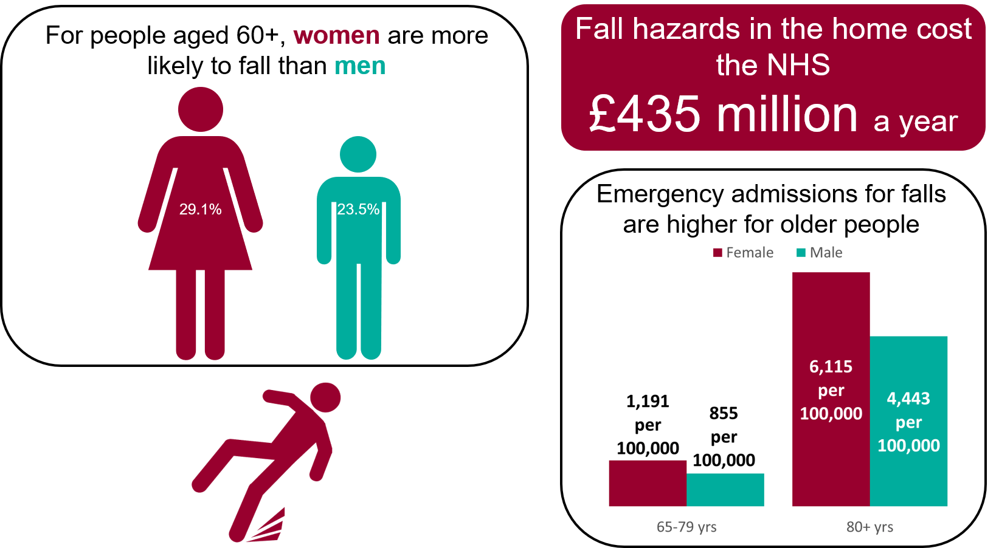 For people aged 60+, women are more
likely to fall than men
29.1%
23.5%
Fall hazards in the home cost
the NHS
£435 million a year
Emergency admissions for falls
are higher for older people
Female
Male
1,191
per
100,000
855
per
100,000
6,115
per
100,000
4,443
per
100,000
65-79 yrs
80+ yrs